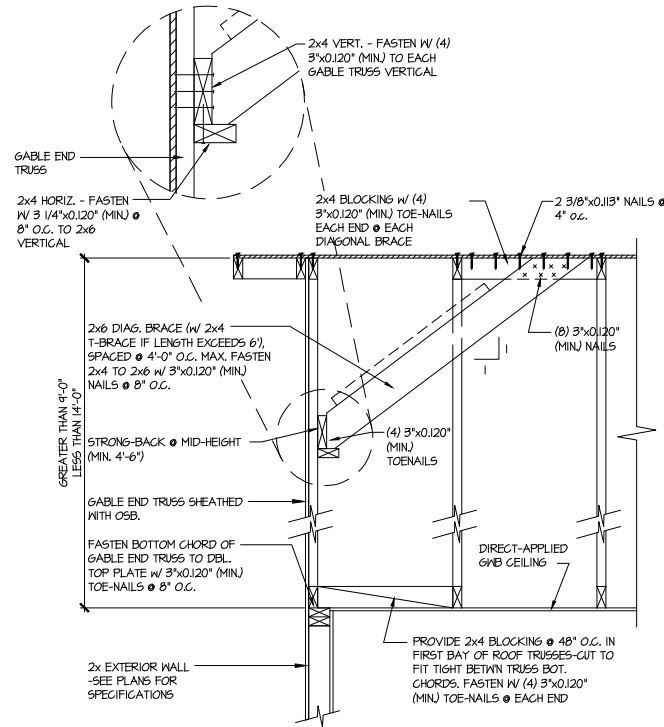 2x4 VERT. - FASTEN W/ (4)
3"x0.120" (MIN.) TO EACH
GABLE TRUSS VERTICAL
GABLE END
TRUSS
2x4 HORIZ. - FASTEN
W/ 3 1/4"x0.120" (MIN.) @
8" O.C. TO 2x6
VERTICAL
2x4 BLOCKING W/ (4)
3"x0.120" (MIN.) TOE-NAILS
EACH END @ EACH
DIAGONAL BRACE
2 3/8"x0.113" NAILS @
4" o.c.
2x6 DIAG. BRACE (W/ 2x4
T-BRACE IF LENGTH EXCEEDS 6'),
SPACED @ 4'-0" O.C. MAX. FASTEN
2x4 TO 2x6 W/ 3"x0.120" (MIN.)
NAILS @ 8" O.C.
(8) 3"x0.120"
(MIN.) NAILS
1
1
GREATER THAN 9'-0"
LESS THAN 14'-0"
STRONG-BACK @ MID-HEIGHT
(MIN. 4'-6")
(4) 3"x0.120"
(MIN.)
TOENAILS
GABLE END TRUSS SHEATHED
WITH OSB.
FASTEN BOTTOM CHORD OF
GABLE END TRUSS TO DBL.
TOP PLATE W/ 3"x0.120" (MIN.)
TOE-NAILS @ 8" O.C.
DIRECT-APPLIED
GWB CEILING
2x EXTERIOR WALL
-SEE PLANS FOR
SPECIFICATIONS
PROVIDE 2x4 BLOCKING @ 48" O.C. IN
FIRST BAY OF ROOF TRUSSES-CUT TO
FIT TIGHT BETW'N TRUSS BOT.
CHORDS. FASTEN W/ (4) 3"x0.120"
(MIN.) TOE-NAILS @ EACH END